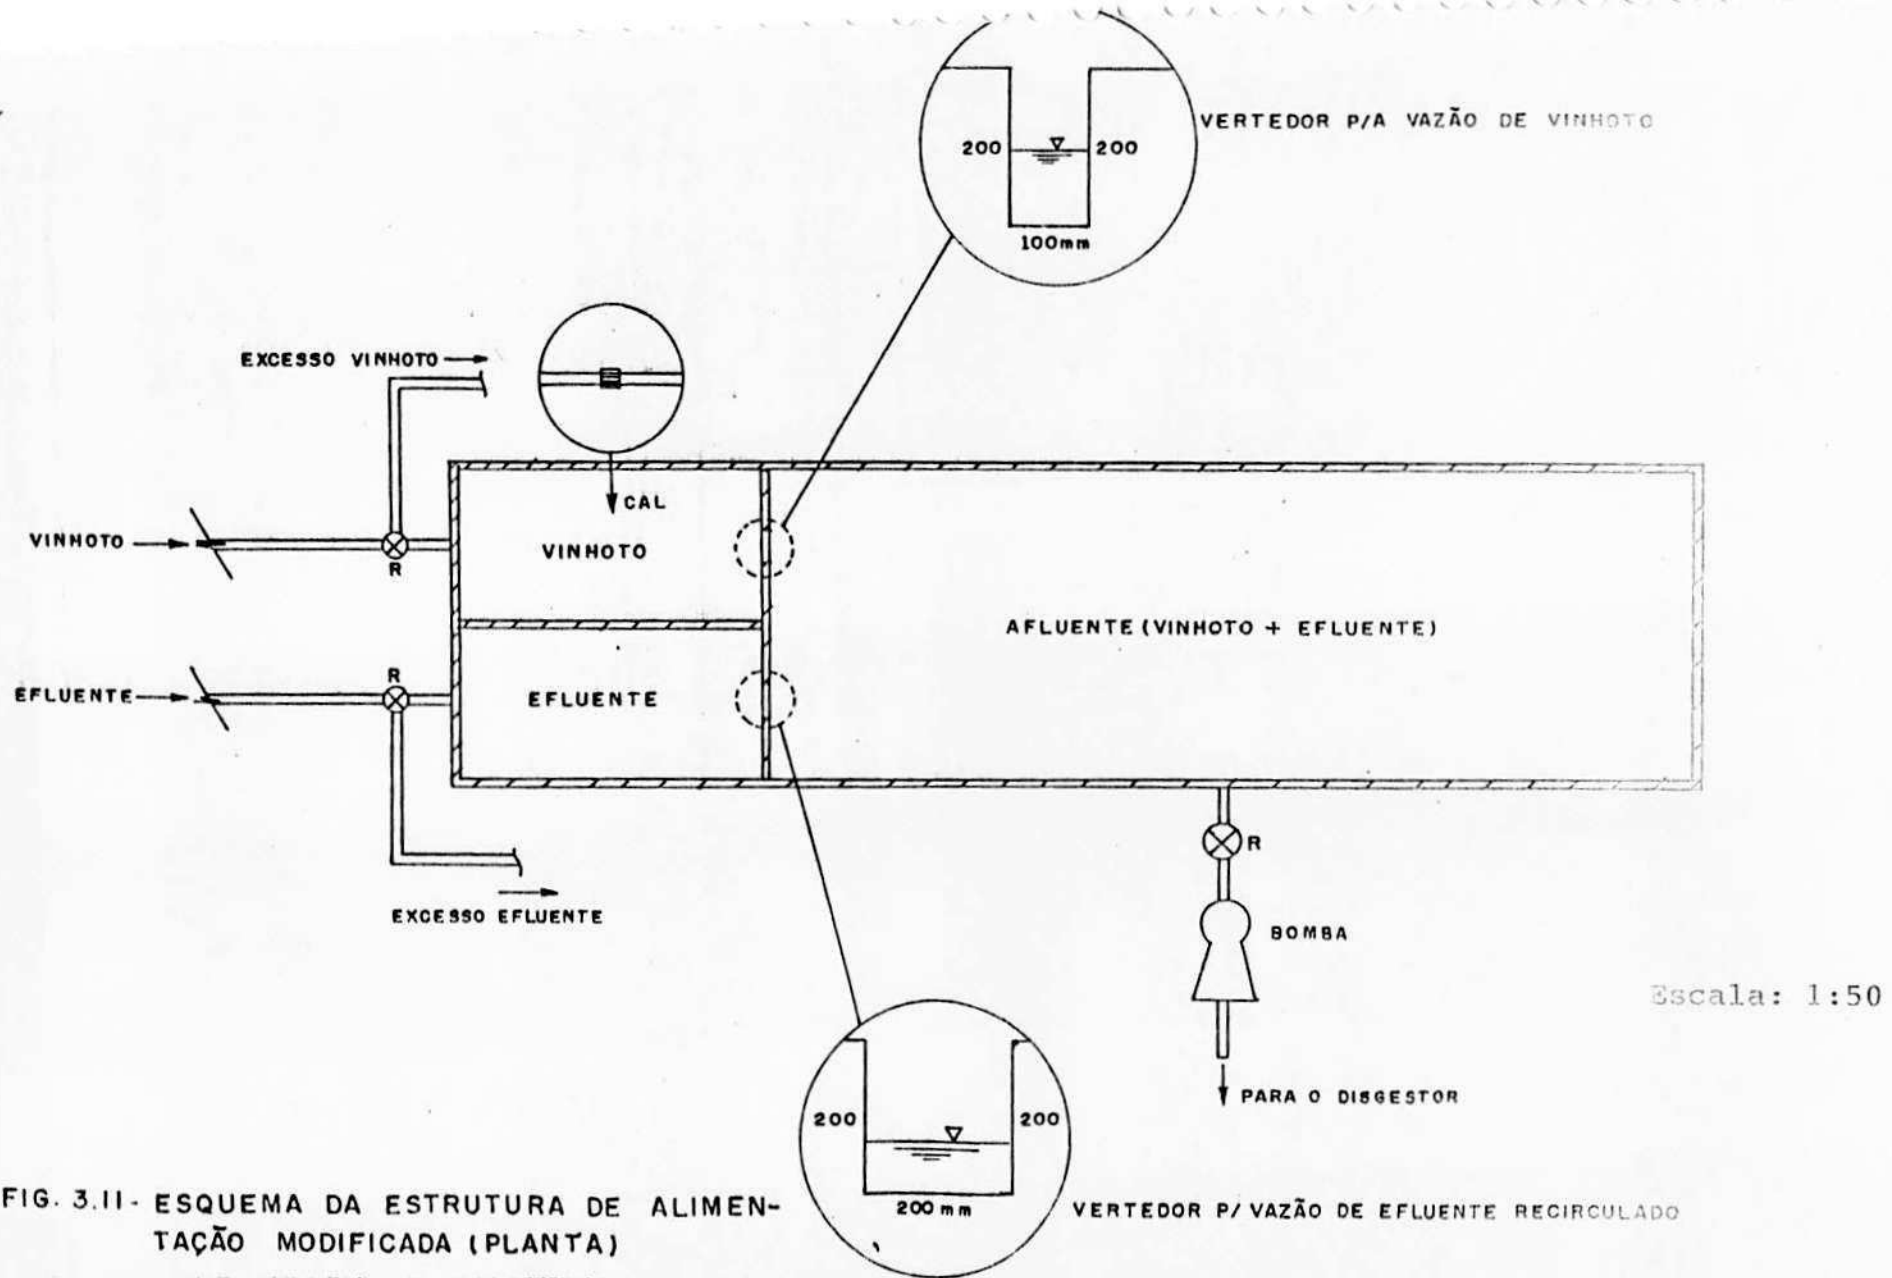 VERTEDOR P/A VAZÃO DE VINHOTO
200 200
100mm
EXCESSO VINHOTO
CAL
VINHOTO
VINHOTO
R
AFLUENTE (VINHOTO + EFLUENTE)
R
EFLUENTE
EFLUENTE
R
EXCESSO EFLUENTE
BOMBA
Escala: 1:50
PARA O DISGESTOR
200 200
200mm
VERTEDOR P/ VAZÃO DE EFLUENTE RECIRCULADO
FIG. 3.11- ESQUEMA DA ESTRUTURA DE ALIMEN-
TAÇÃO MODIFICADA (PLANTA)